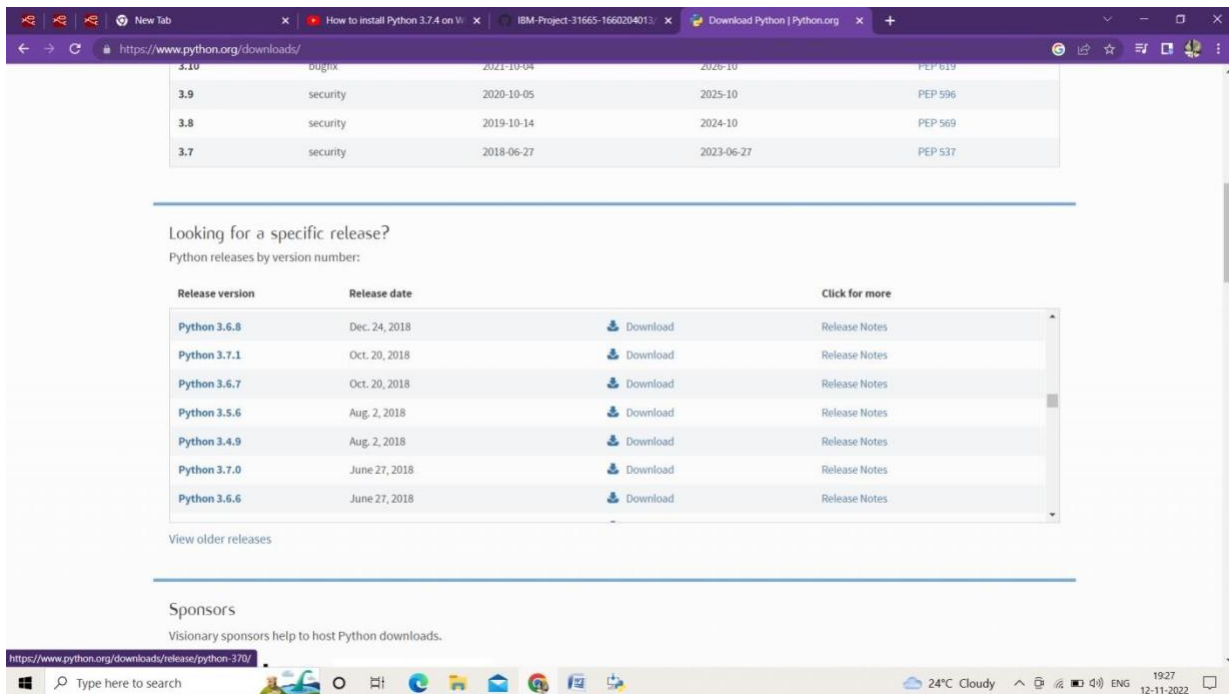 New Tab
How to install Python 3.7.4 on W
IBM-Project-31665-1660204013/
Download Python | Python.org
https://www.python.org/downloads/
3.10 bugfix 2021-10-04 2026-10 PEP 619
3.9 security 2020-10-05 2025-10 PEP 596
3.8 security 2019-10-14 2024-10 PEP 569
3.7 security 2018-06-27 2023-06-27 PEP 537
Looking for a specific release?
Python releases by version number:
Release version Release date Click for more
Python 3.6.8 Dec. 24, 2018 Download Release Notes
Python 3.7.1 Oct. 20, 2018 Download Release Notes
Python 3.6.7 Oct. 20, 2018 Download Release Notes
Python 3.5.6 Aug. 2, 2018 Download Release Notes
Python 3.4.9 Aug. 2, 2018 Download Release Notes
Python 3.7.0 June 27, 2018 Download Release Notes
Python 3.6.6 June 27, 2018 Download Release Notes
View older releases
Sponsors
Visionary sponsors help to host Python downloads.
https://www.python.org/downloads/release/python-370/
Type here to search
24°C Cloudy
ENG
19:27
12-11-2022